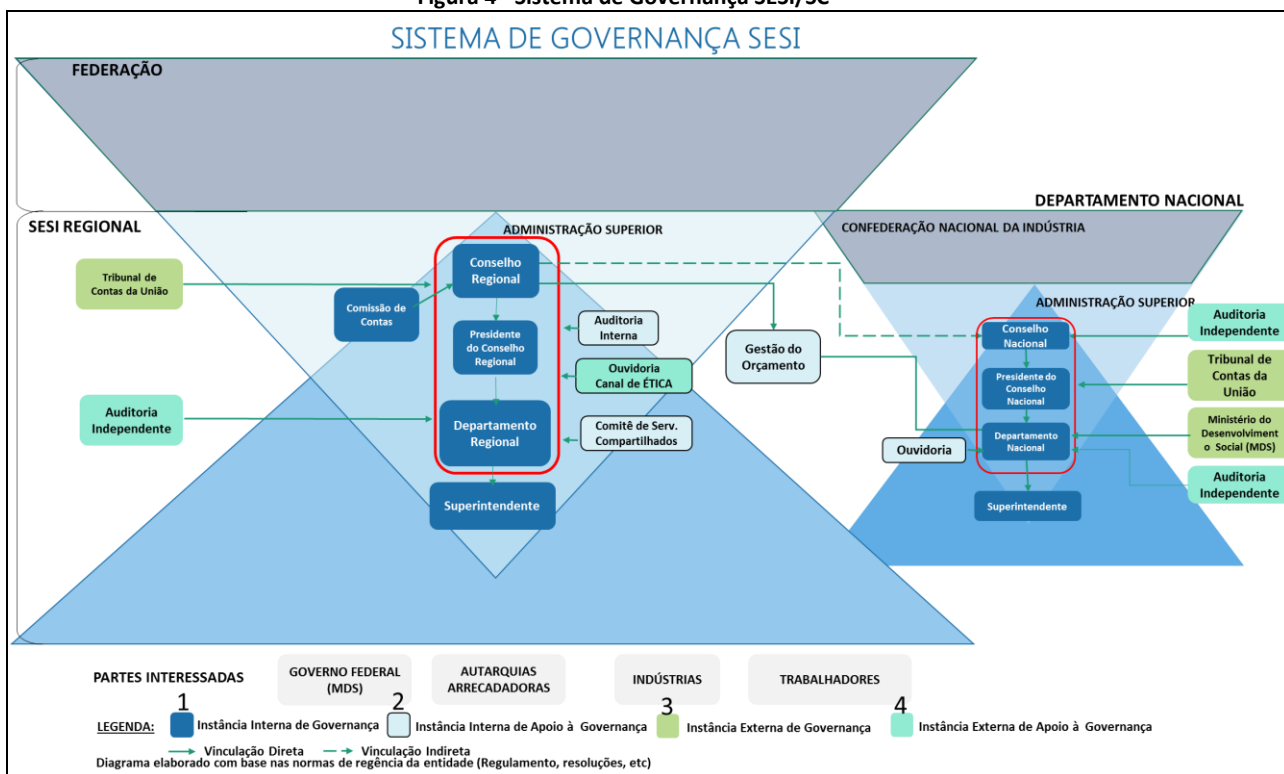 Figura 4 - Sistema de Governança SESI/SC
SISTEMA DE GOVERNANÇA SESI
FEDERAÇÃO
SESI REGIONAL
ADMINISTRAÇÃO SUPERIOR
Tribunal de
Contas da União
Comissão de
Contas
Conselho
Regional
Presidente
do Conselho
Regional
Auditoria
Interna
Ouvidoria
Canal de ÉTICA
Auditoria
Independente
Departamento
Regional
Comitê de Serv.
Compartilhados
Superintendente
Gestão do
Orçamento
DEPARTAMENTO NACIONAL
CONFEDERAÇÃO NACIONAL DA INDÚSTRIA
ADMINISTRAÇÃO SUPERIOR
Conselho
Nacional
Auditoria
Independente
Presidente do
Conselho
Nacional
Tribunal de
Contas da
União
Ouvidoria
Departamento
Nacional
Ministério do
Desenvolviment
o Social (MDS)
Auditoria
Independente
Superintendente
PARTES INTERESSADAS
GOVERNO FEDERAL
(MDS)
AUTARQUIAS
ARRECADADORAS
INDÚSTRIAS
TRABALHADORES
1 2 3 4
LEGENDA: Instância Interna de Governança Instância Interna de Apoio à Governança Instância Externa de Governança Instância Externa de Apoio à Governança
Vinculação Direta Vinculação Indireta
Diagrama elaborado com base nas normas de regência da entidade (Regulamento, resoluções, etc)